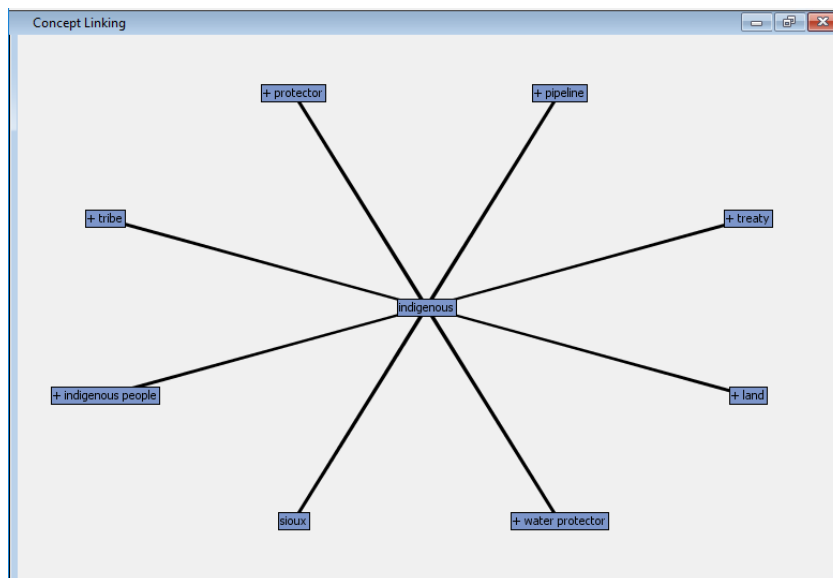 Concept Linking
+ protector
+ pipeline
+ tribe
+ treaty
indigenous
+ indigenous people
+ land
sioux
+ water protector